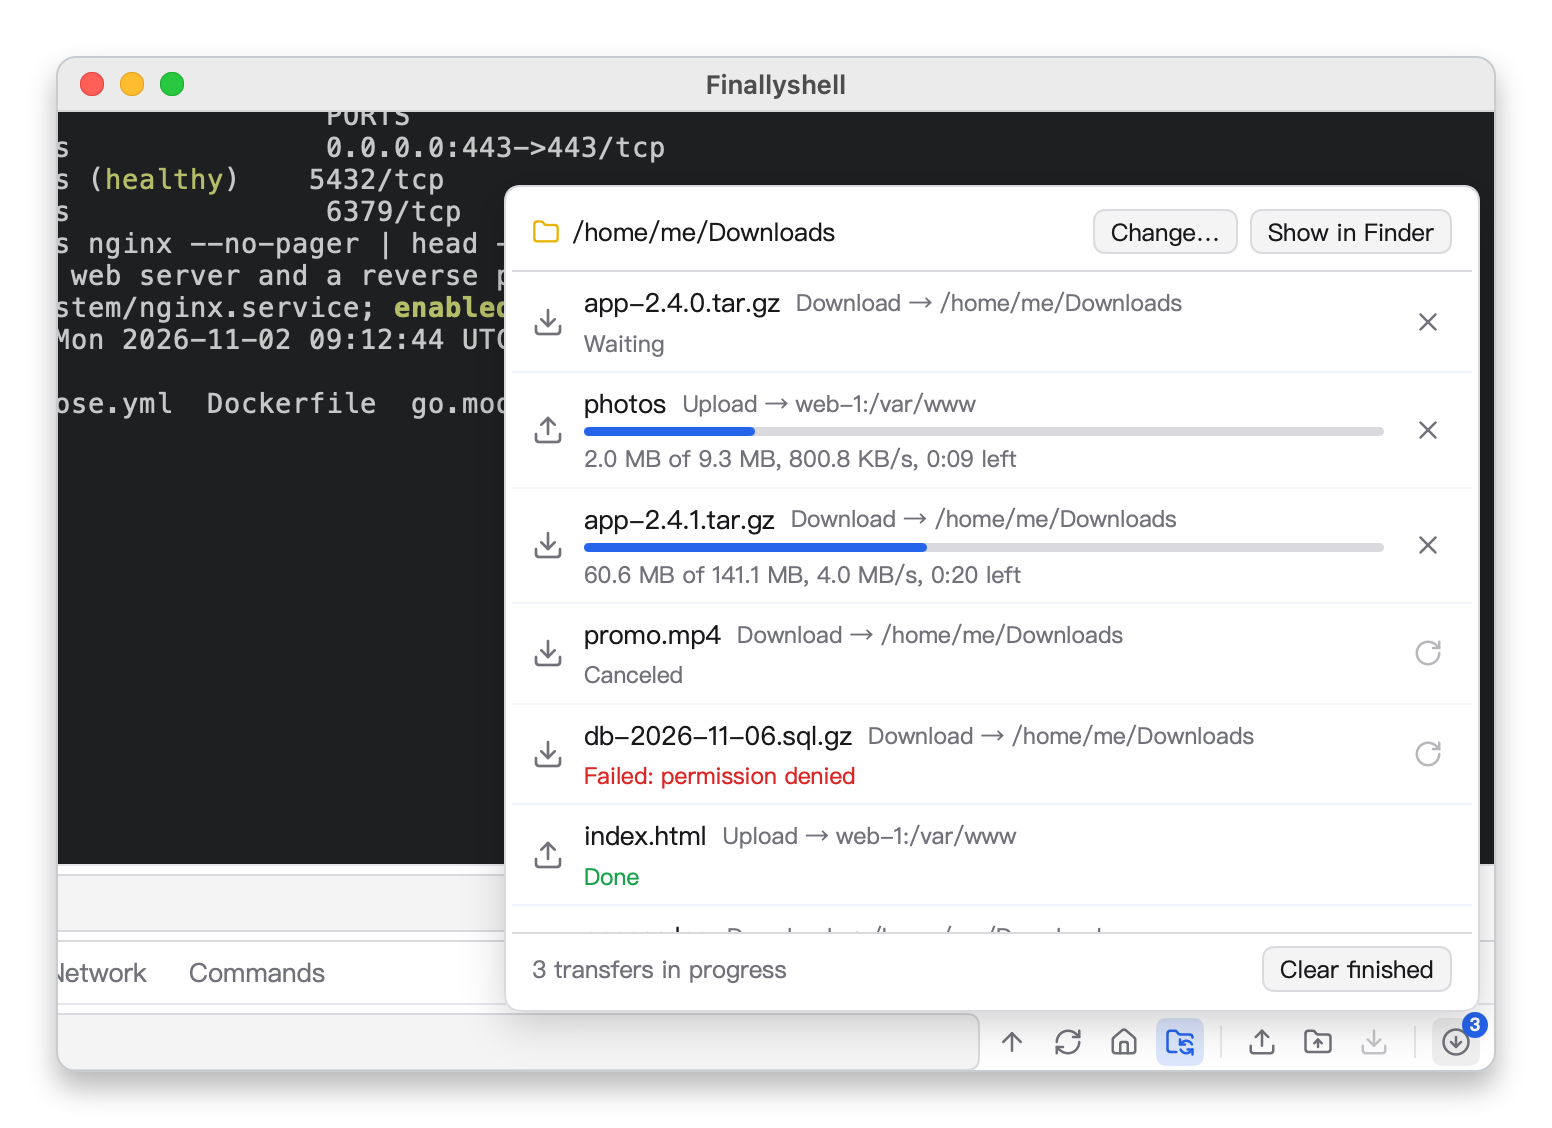 Finallyshell
PORTS
s 0.0.0.0:443->443/tcp
s (healthy) 5432/tcp
s 6379/tcp
s nginx --no-pager | head -
web server and a reverse p
stem/nginx.service; enabled
Mon 2026-11-02 09:12:44 UTC
ose.yml Dockerfile go.mod
/home/me/Downloads
Change...
Show in Finder
app-2.4.0.tar.gz Download → /home/me/Downloads
Waiting
photos Upload → web-1:/var/www
2.0 MB of 9.3 MB, 800.8 KB/s, 0:09 left
app-2.4.1.tar.gz Download → /home/me/Downloads
60.6 MB of 141.1 MB, 4.0 MB/s, 0:20 left
promo.mp4 Download → /home/me/Downloads
Canceled
db-2026-11-06.sql.gz Download → /home/me/Downloads
Failed: permission denied
index.html Upload → web-1:/var/www
Done
3 transfers in progress
Clear finished
Network Commands
3